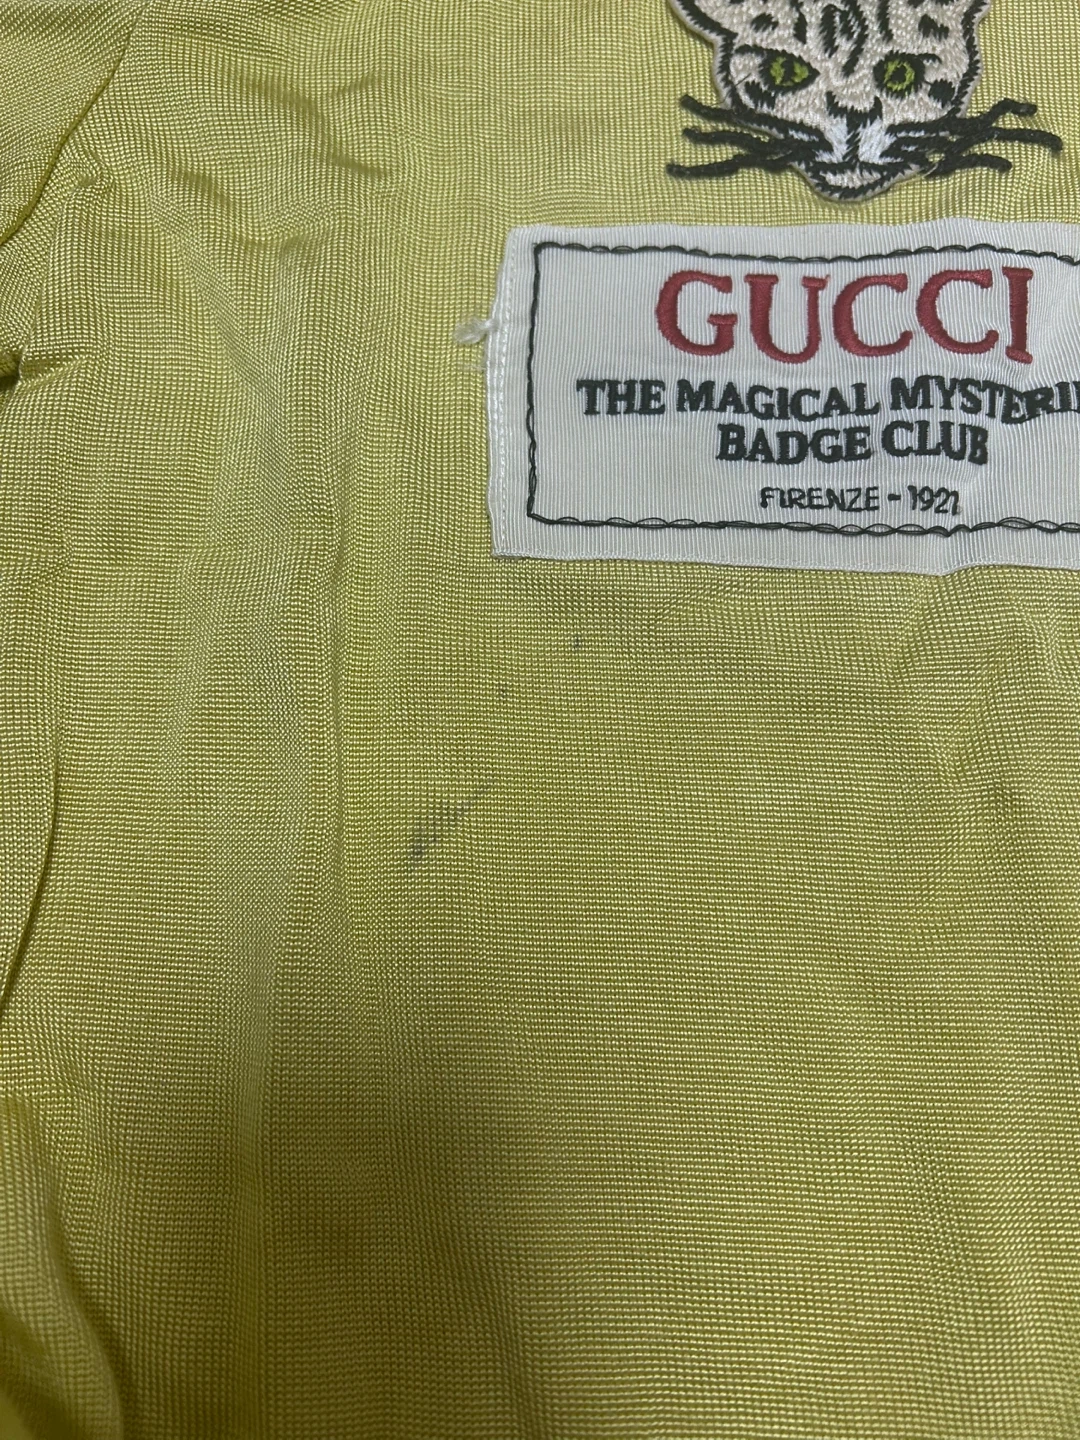 GUCCI
THE MAGICAL MYSTERI
BADGE CLUB
FIRENZE - 1921